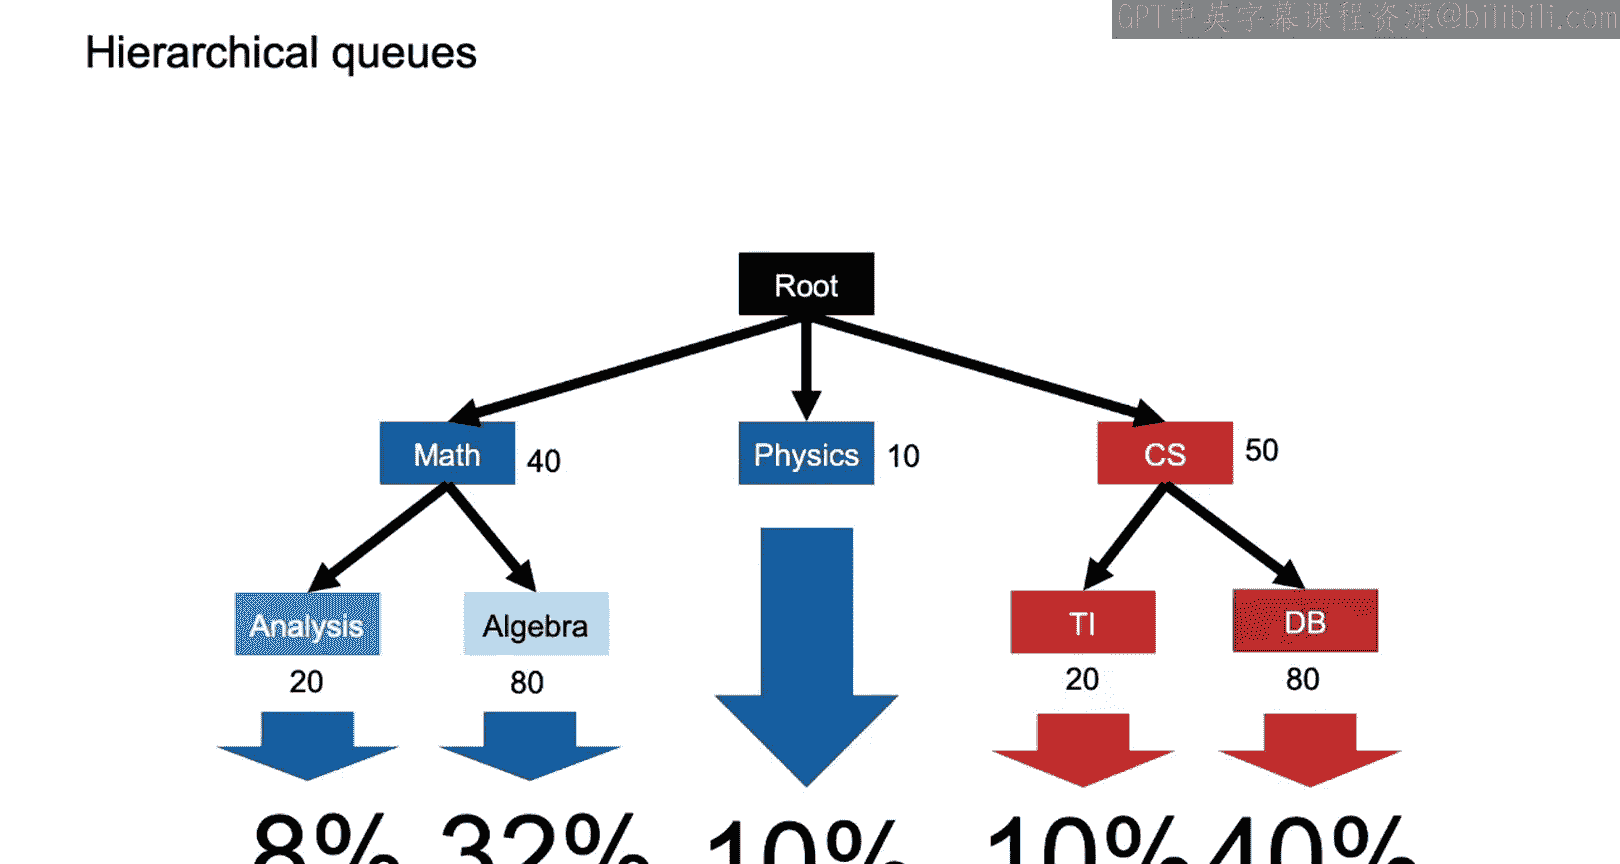 GPT中英字幕课程资源@bilibili.com
Hierarchical queues
Root
Math 40
Physics 10
CS 50
Analysis
Algebra
TI
DB
20
80
20
80
8% 32% 10% 10% 40%